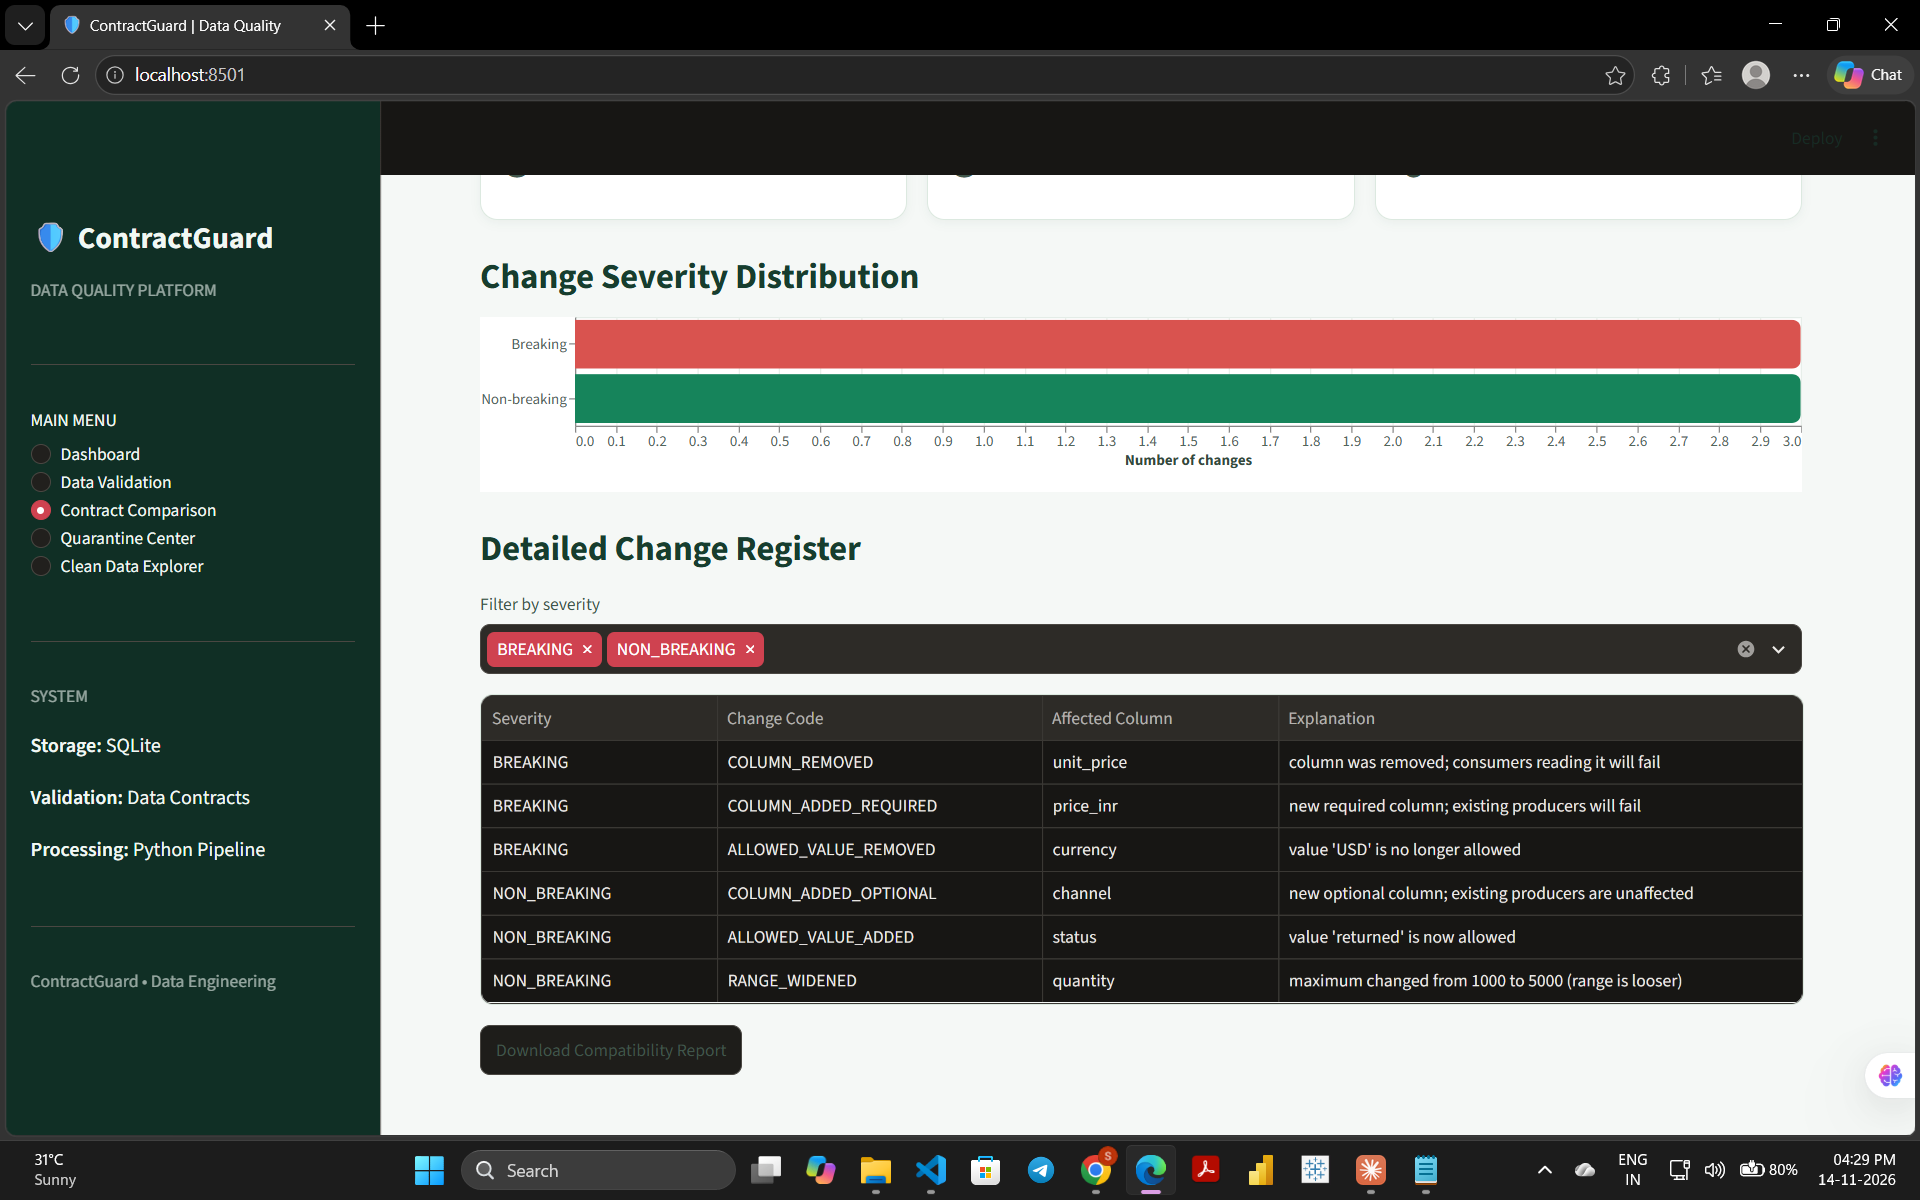 ContractGuard | Data Quality
localhost:8501
Chat
Deploy
ContractGuard
DATA QUALITY PLATFORM
MAIN MENU
Dashboard
Data Validation
Contract Comparison
Quarantine Center
Clean Data Explorer
SYSTEM
Storage: SQLite
Validation: Data Contracts
Processing: Python Pipeline
ContractGuard • Data Engineering
Change Severity Distribution
Breaking
Non-breaking
0.0 0.1 0.2 0.3 0.4 0.5 0.6 0.7 0.8 0.9 1.0 1.1 1.2 1.3 1.4 1.5 1.6 1.7 1.8 1.9 2.0 2.1 2.2 2.3 2.4 2.5 2.6 2.7 2.8 2.9 3.0
Number of changes
Detailed Change Register
Filter by severity
BREAKING NON_BREAKING
Severity Change Code Affected Column Explanation
BREAKING COLUMN_REMOVED unit_price column was removed; consumers reading it will fail
BREAKING COLUMN_ADDED_REQUIRED price_inr new required column; existing producers will fail
BREAKING ALLOWED_VALUE_REMOVED currency value 'USD' is no longer allowed
NON_BREAKING COLUMN_ADDED_OPTIONAL channel new optional column; existing producers are unaffected
NON_BREAKING ALLOWED_VALUE_ADDED status value 'returned' is now allowed
NON_BREAKING RANGE_WIDENED quantity maximum changed from 1000 to 5000 (range is looser)
Download Compatibility Report
31°C
Sunny
Search
S
ENG
IN
80%
04:29 PM
14-11-2026